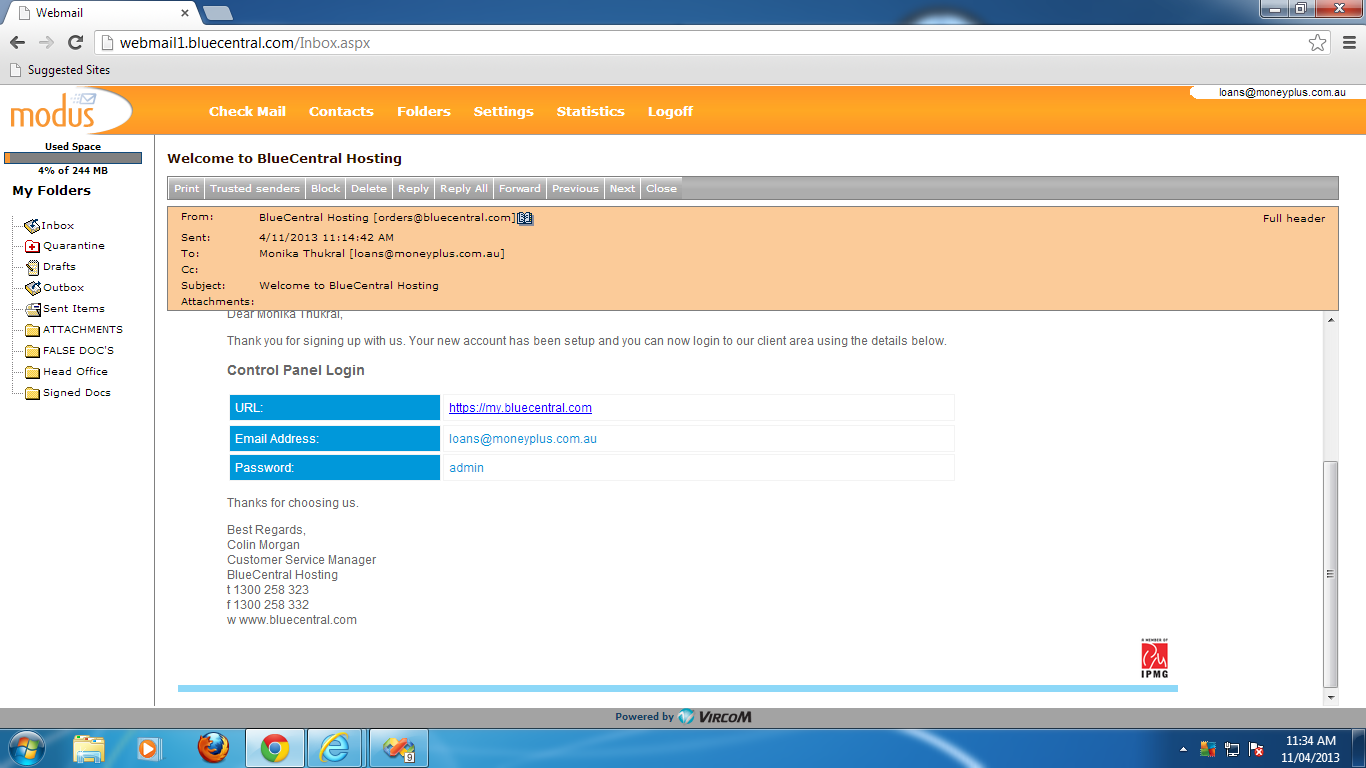 Webmail
webmail1.bluecentral.com/Inbox.aspx
Suggested Sites
modus
Check Mail Contacts Folders Settings Statistics Logoff
loans@moneyplus.com.au
Used Space
4% of 244 MB
My Folders
Inbox
Quarantine
Drafts
Outbox
Sent Items
ATTACHMENTS
FALSE DOC'S
Head Office
Signed Docs
Welcome to BlueCentral Hosting
Print Trusted senders Block Delete Reply Reply All Forward Previous Next Close
From: BlueCentral Hosting [orders@bluecentral.com] Full header
Sent: 4/11/2013 11:14:42 AM
To: Monika Thukral [loans@moneyplus.com.au]
Cc:
Subject: Welcome to BlueCentral Hosting
Attachments:
Dear Monika Thukral,
Thank you for signing up with us. Your new account has been setup and you can now login to our client area using the details below.
Control Panel Login
URL: https://my.bluecentral.com
Email Address: loans@moneyplus.com.au
Password: admin
Thanks for choosing us.
Best Regards,
Colin Morgan
Customer Service Manager
BlueCentral Hosting
t 1300 258 323
f 1300 258 332
w www.bluecentral.com
A MEMBER OF
IPMG
Powered by VIRCOM
9
11:34 AM
11/04/2013